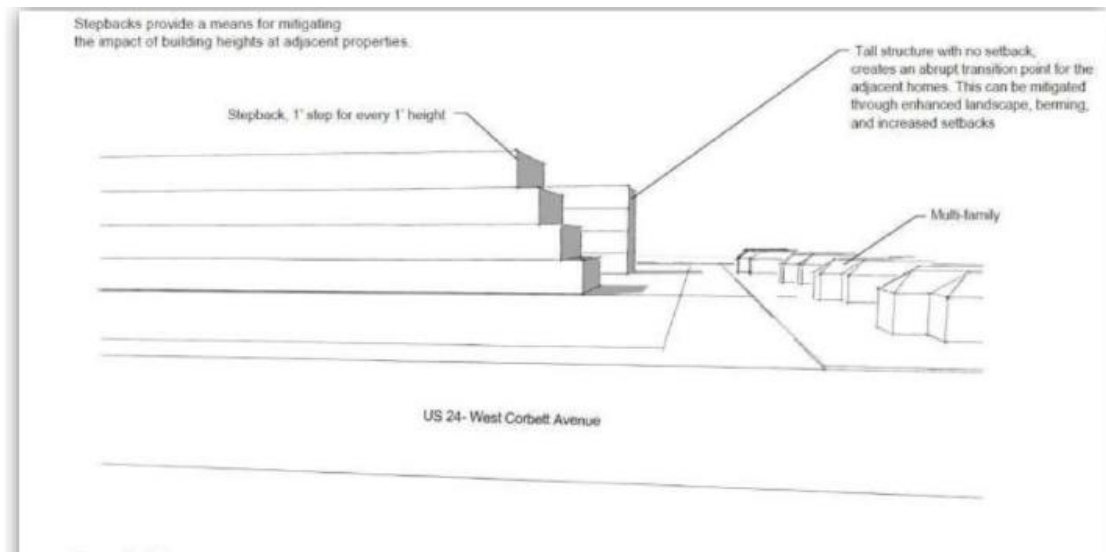 Stepbacks provide a means for mitigating
the impact of building heights at adjacent properties.
Tall structure with no setback,
creates an abrupt transition point for the
adjacent homes. This can be mitigated
through enhanced landscape, berming,
and increased setbacks
Stepback, 1' step for every 1' height
Multi-family
US 24- West Corbett Avenue